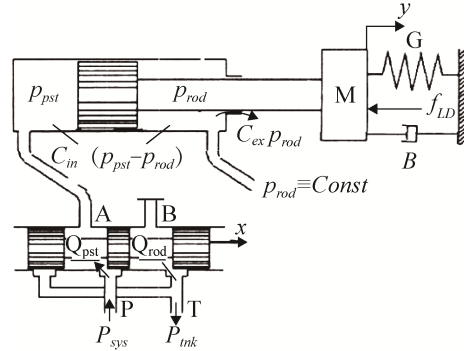 y
G
p_pst
p_rod
M
f_LD
C_ex p_rod
C_in (p_pst–p_rod)
B
p_rod≡Const
A
B
x
Q_pst
Q_rod
P
T
P_sys
P_tnk